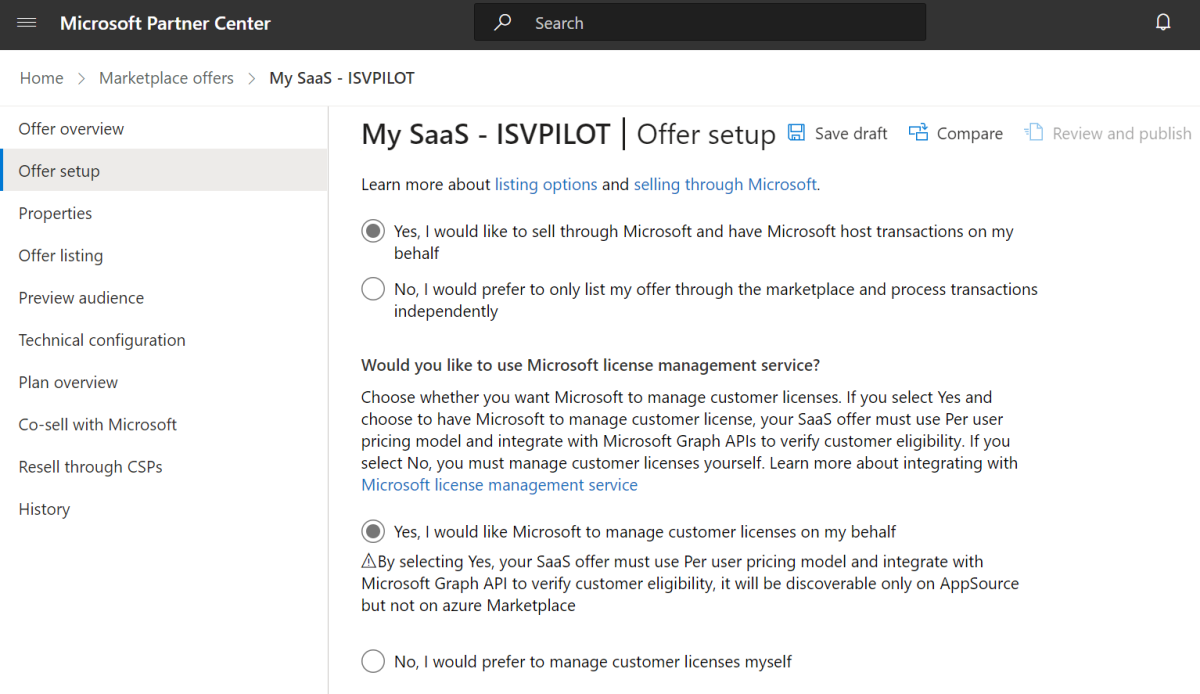 Microsoft Partner Center
Search
Home > Marketplace offers > My SaaS - ISVPILOT
Offer overview
Offer setup
Properties
Offer listing
Preview audience
Technical configuration
Plan overview
Co-sell with Microsoft
Resell through CSPs
History
My SaaS - ISVPILOT | Offer setup
Save draft
Compare
Review and publish
Learn more about listing options and selling through Microsoft.
Yes, I would like to sell through Microsoft and have Microsoft host transactions on my
behalf
No, I would prefer to only list my offer through the marketplace and process transactions
independently
Would you like to use Microsoft license management service?
Choose whether you want Microsoft to manage customer licenses. If you select Yes and
choose to have Microsoft to manage customer license, your SaaS offer must use Per user
pricing model and integrate with Microsoft Graph APIs to verify customer eligibility. If you
select No, you must manage customer licenses yourself. Learn more about integrating with
Microsoft license management service
Yes, I would like Microsoft to manage customer licenses on my behalf
⚠By selecting Yes, your SaaS offer must use Per user pricing model and integrate with
Microsoft Graph API to verify customer eligibility, it will be discoverable only on AppSource
but not on azure Marketplace
No, I would prefer to manage customer licenses myself